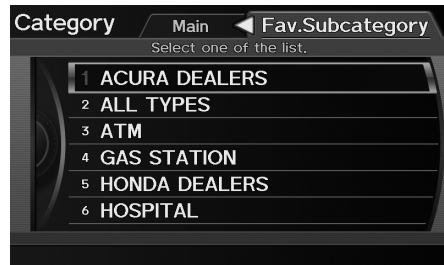 Category Main Fav.Subcategory
Select one of the list.
1 ACURA DEALERS
2 ALL TYPES
3 ATM
4 GAS STATION
5 HONDA DEALERS
6 HOSPITAL